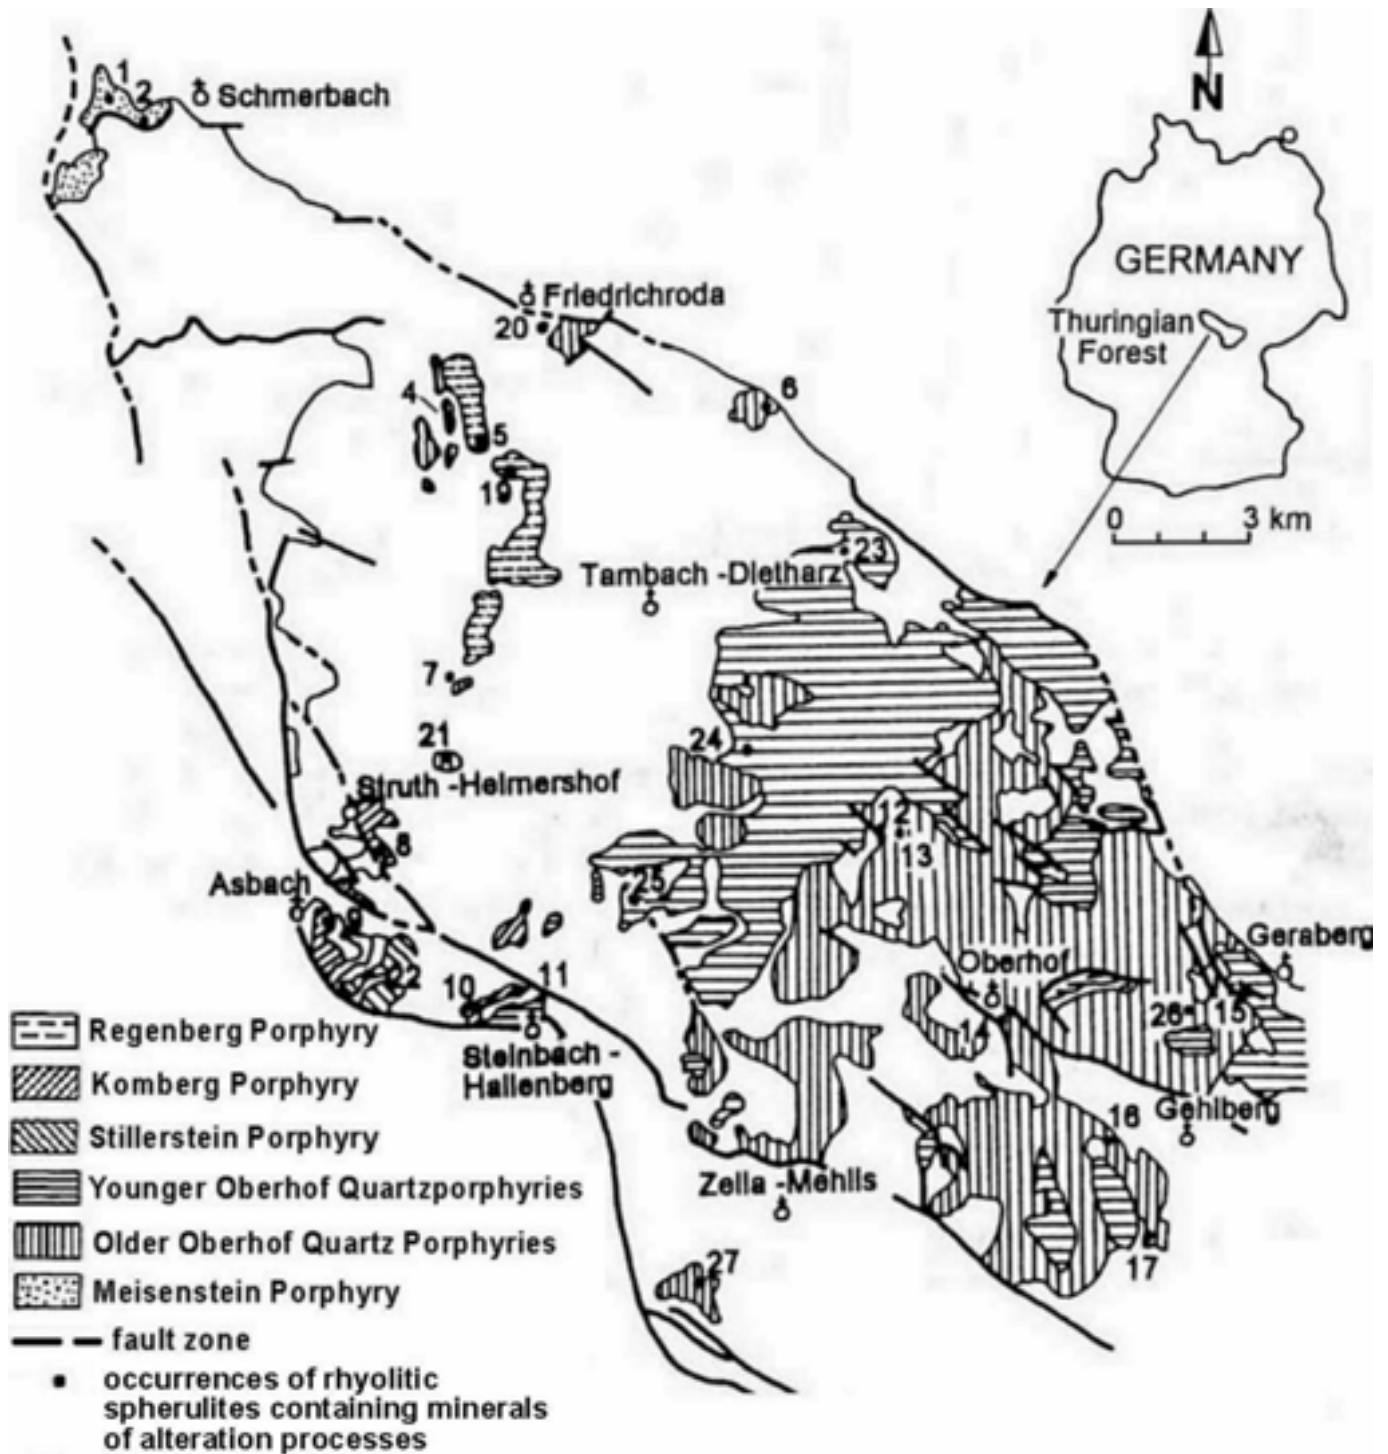 1
2
Schmerbach
N
GERMANY
Thuringian
Forest
0 3 km
Friedrichroda
20
4
5
6
19
23
Tambach -Dietharz
7
21
24
Struth -Helmershof
8
12
13
Asbach
9
25
Geraberg
Oberhof
22
10
11
14
26
15
Steinbach -
Hallenberg
Gehlberg
16
Zella -Mehlis
17
27
Regenberg Porphyry
Komberg Porphyry
Stillerstein Porphyry
Younger Oberhof Quartzporphyries
Older Oberhof Quartz Porphyries
Meisenstein Porphyry
fault zone
occurrences of rhyolitic
spherulites containing minerals
of alteration processes